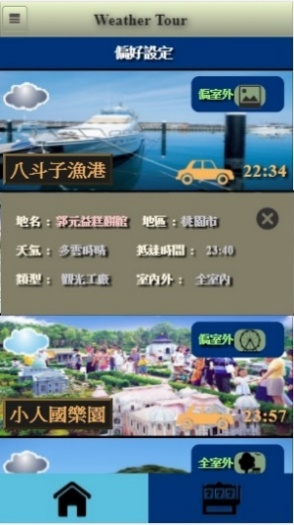 Weather Tour
偏好設定
偏室外
八斗子漁港
22:34
地名： 郭元益糕餅館 地區： 桃園市
天氣： 多雲時晴 抵達時間： 23:40
類型： 觀光工廠 室內外： 全室內
偏室外
小人國樂園
23:57
全室外